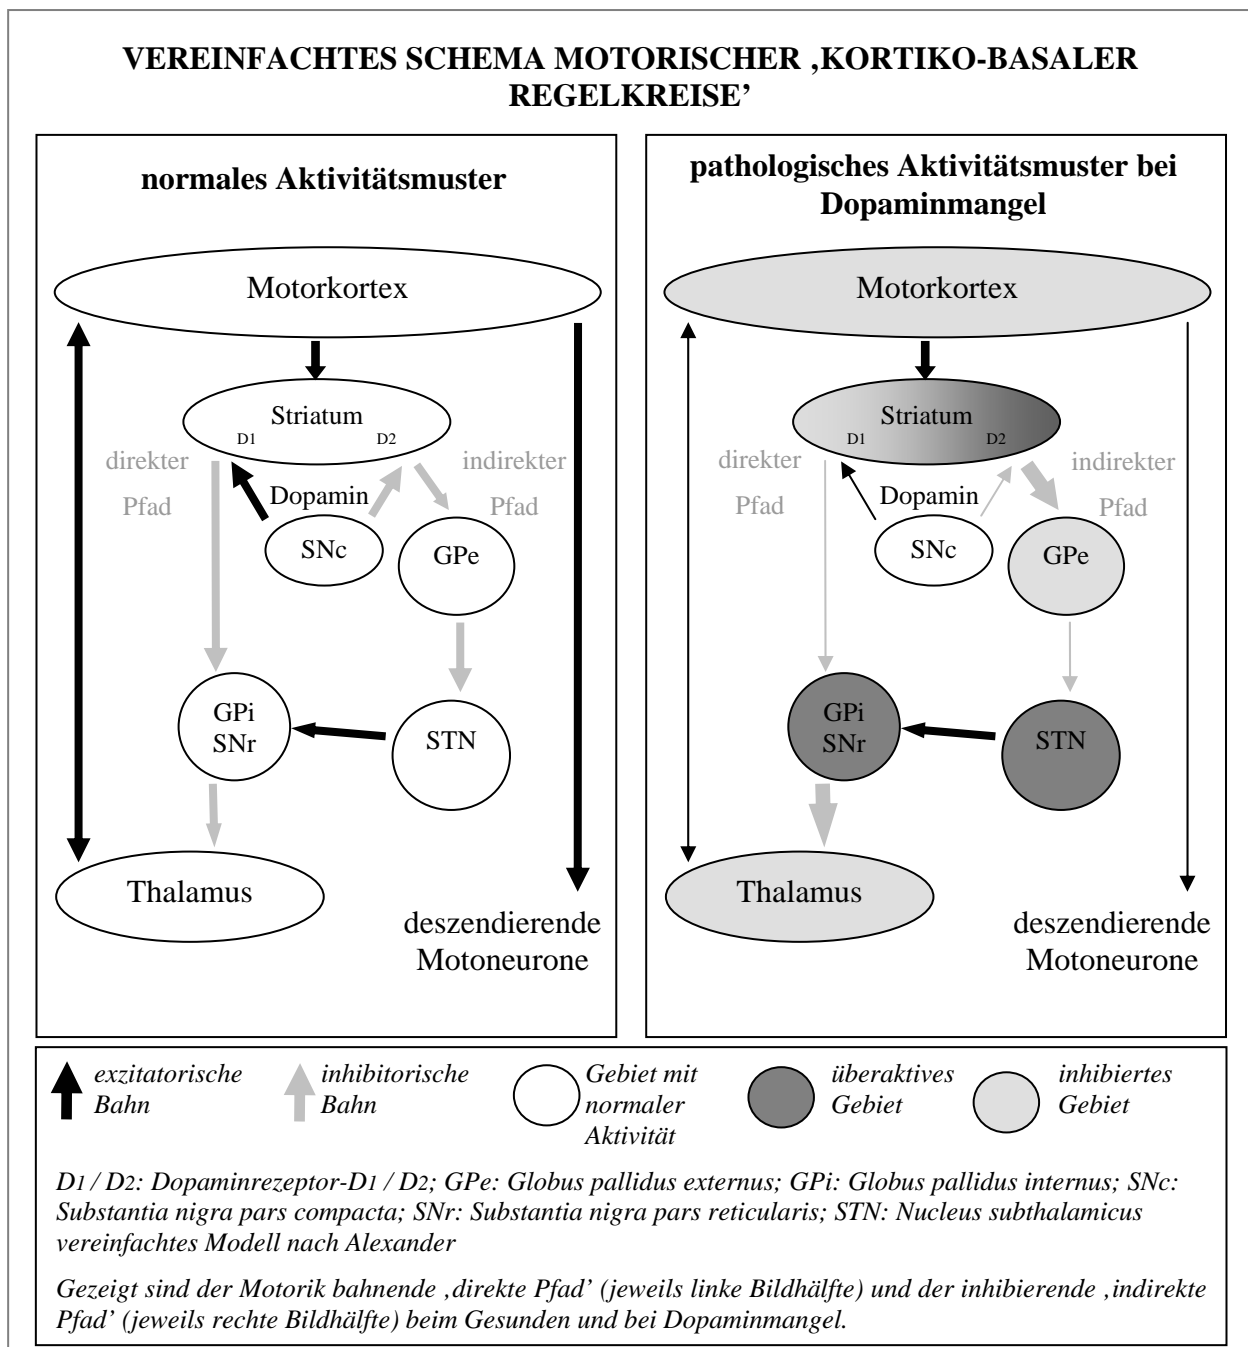 VEREINFACHTES SCHEMA MOTORISCHER ‚KORTIKO-BASALER
REGELKREISE’
normales Aktivitätsmuster
Motorkortex
Striatum
D1
D2
direkter
Pfad
indirekter
Pfad
Dopamin
SNc
GPe
GPi
SNr
STN
Thalamus
deszendierende
Motoneurone
pathologisches Aktivitätsmuster bei
Dopaminmangel
Motorkortex
Striatum
D1
D2
direkter
Pfad
indirekter
Pfad
Dopamin
SNc
GPe
GPi
SNr
STN
Thalamus
deszendierende
Motoneurone
exzitatorische
Bahn
inhibitorische
Bahn
Gebiet mit
normaler
Aktivität
überaktives
Gebiet
inhibiertes
Gebiet
D1 / D2: Dopaminrezeptor-D1 / D2; GPe: Globus pallidus externus; GPi: Globus pallidus internus; SNc:
Substantia nigra pars compacta; SNr: Substantia nigra pars reticularis; STN: Nucleus subthalamicus
vereinfachtes Modell nach Alexander
Gezeigt sind der Motorik bahnende ‚direkte Pfad’ (jeweils linke Bildhälfte) und der inhibierende ‚indirekte
Pfad’ (jeweils rechte Bildhälfte) beim Gesunden und bei Dopaminmangel.